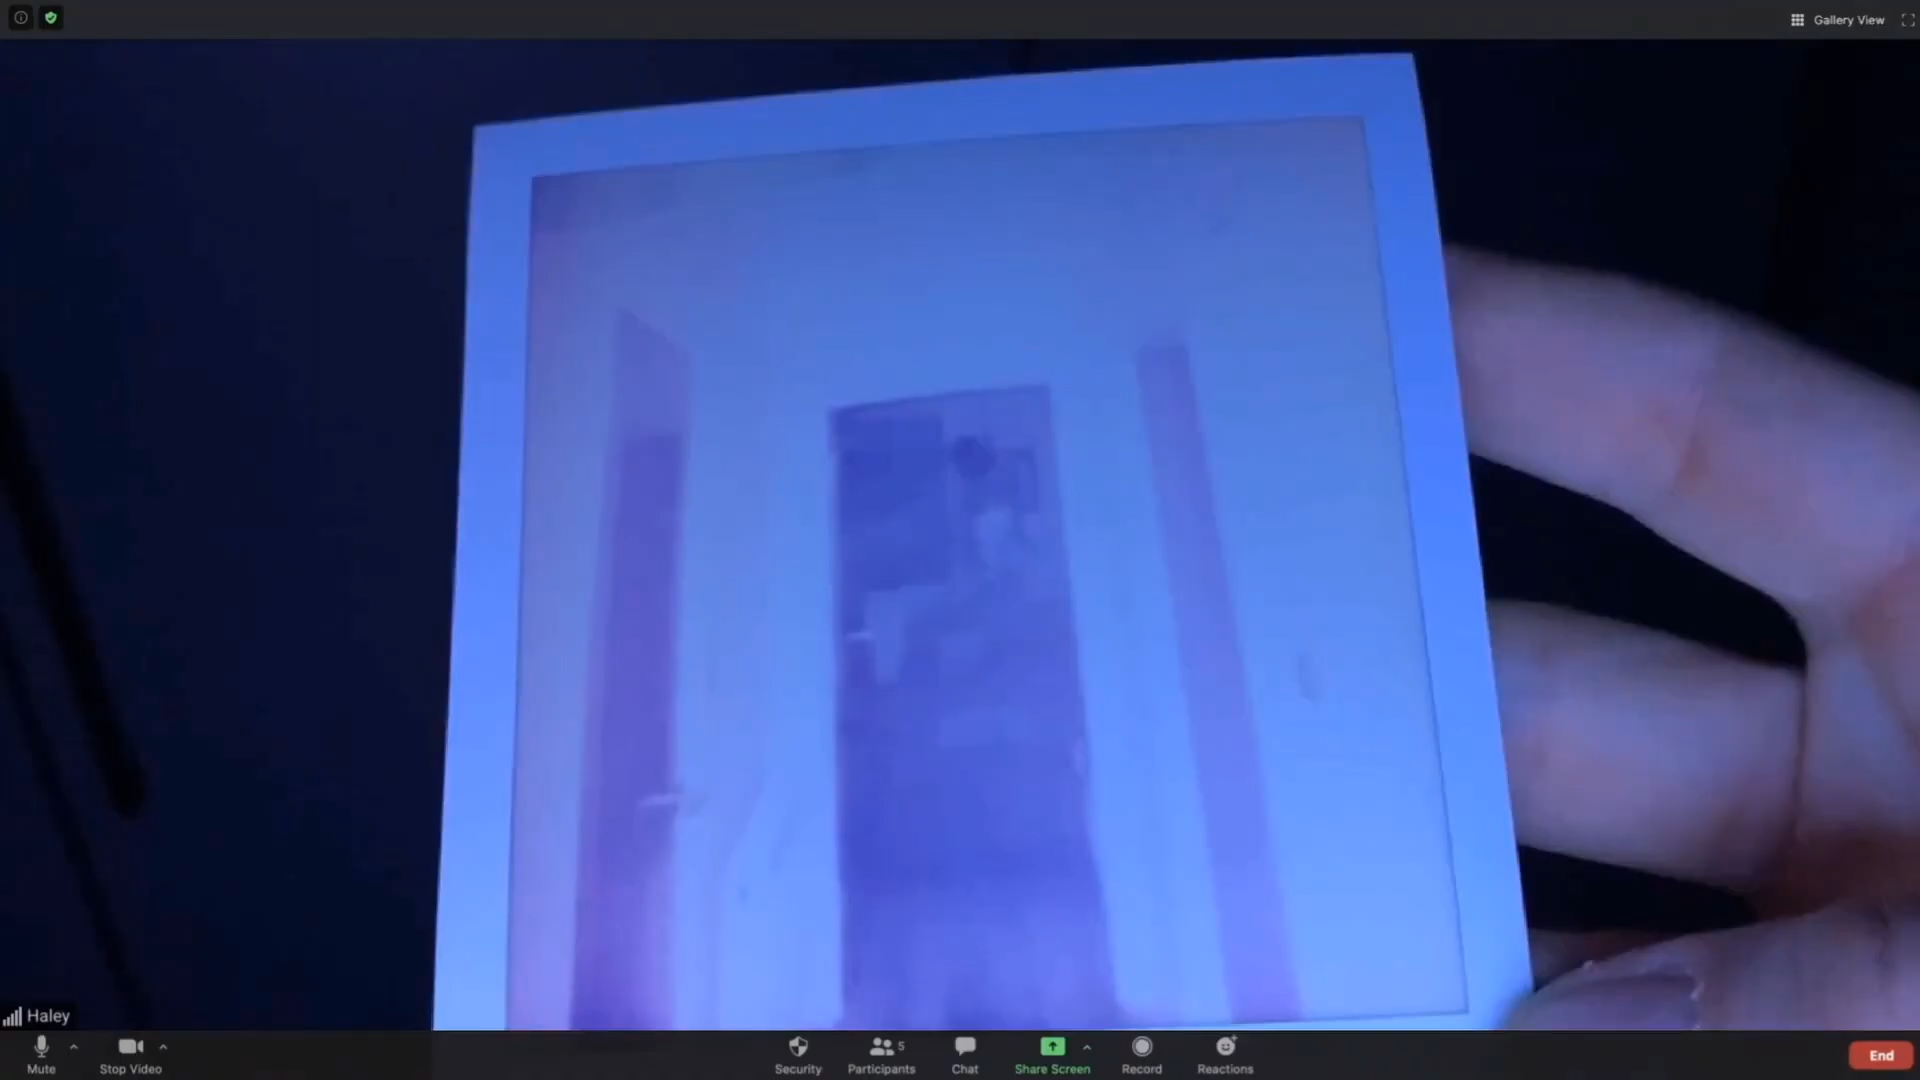 Gallery View
Haley
Mute
Stop Video
Security
Participants
5
Chat
Share Screen
Record
Reactions
End